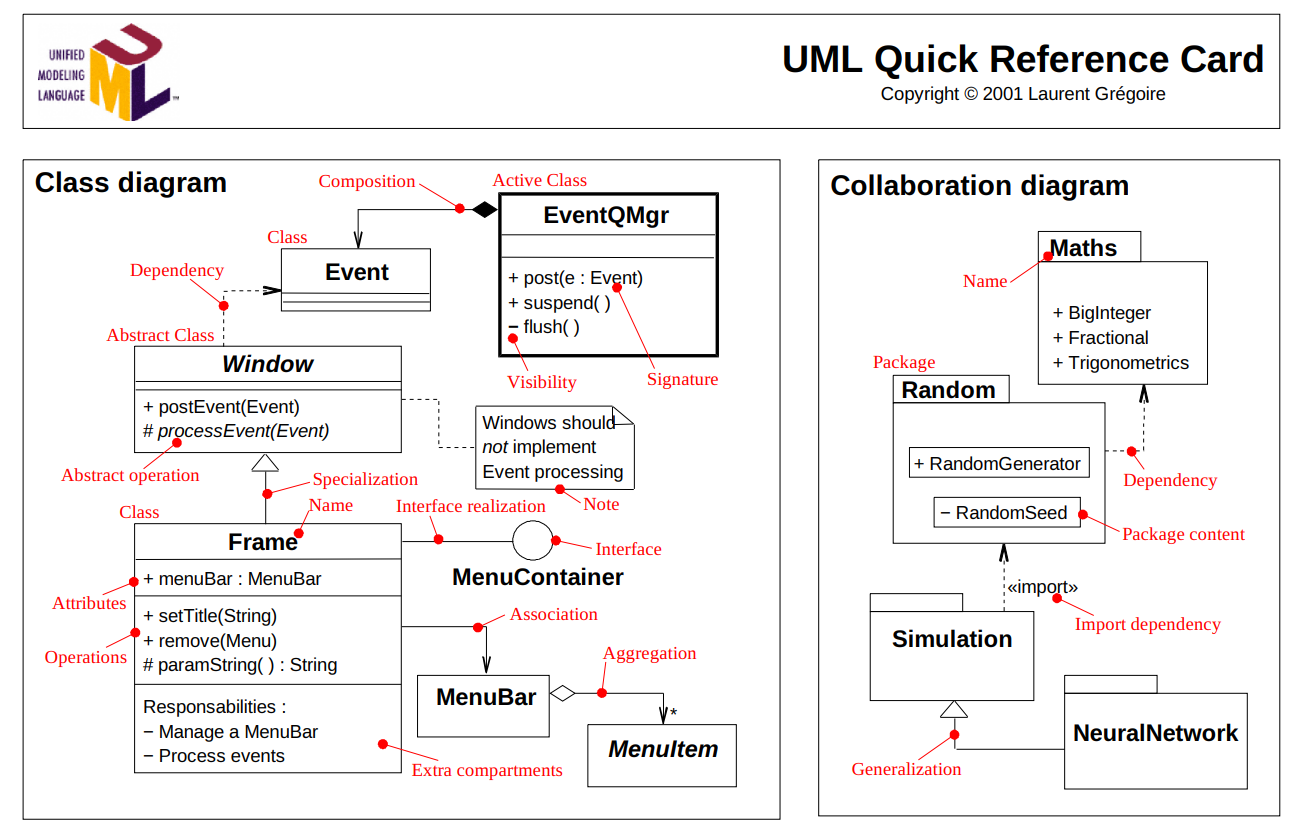 UNIFIED
MODELING
LANGUAGE
UML
™
UML Quick Reference Card
Copyright © 2001 Laurent Grégoire
Class diagram
Composition
Active Class
EventQMgr
+ post(e : Event)
+ suspend( )
− flush( )
Visibility
Signature
Class
Event
Dependency
Abstract Class
Window
+ postEvent(Event)
# processEvent(Event)
Abstract operation
Windows should
not implement
Event processing
Note
Specialization
Class
Name
Frame
+ menuBar : MenuBar
Attributes
+ setTitle(String)
+ remove(Menu)
# paramString( ) : String
Operations
Responsabilities :
− Manage a MenuBar
− Process events
Extra compartments
Interface realization
Interface
MenuContainer
Association
MenuBar
Aggregation
*
MenuItem
Collaboration diagram
Maths
Name
+ BigInteger
+ Fractional
+ Trigonometrics
Package
Random
+ RandomGenerator
− RandomSeed
Dependency
Package content
«import»
Import dependency
Simulation
NeuralNetwork
Generalization